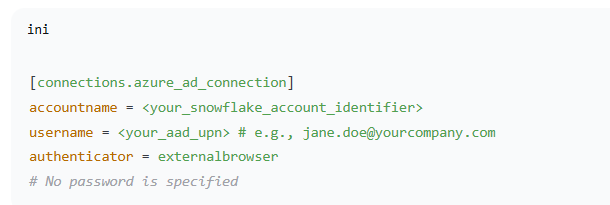 ini
[connections.azure_ad_connection]
accountname = <your_snowflake_account_identifier>
username = <your_aad_upn> # e.g., jane.doe@yourcompany.com
authenticator = externalbrowser
# No password is specified